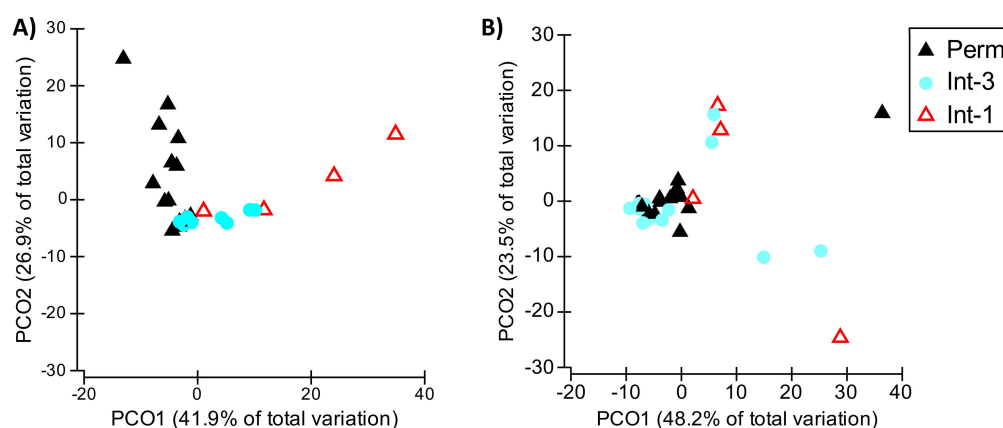 A)
30
20
10
0
-10
-20
-30
-20
0
20
40
PCO1 (41.9% of total variation)
PCO2 (26.9% of total variation)
B)
30
20
10
0
-10
-20
-30
-20
-10
0
10
20
30
40
PCO1 (48.2% of total variation)
PCO2 (23.5% of total variation)
Perm
Int-3
Int-1